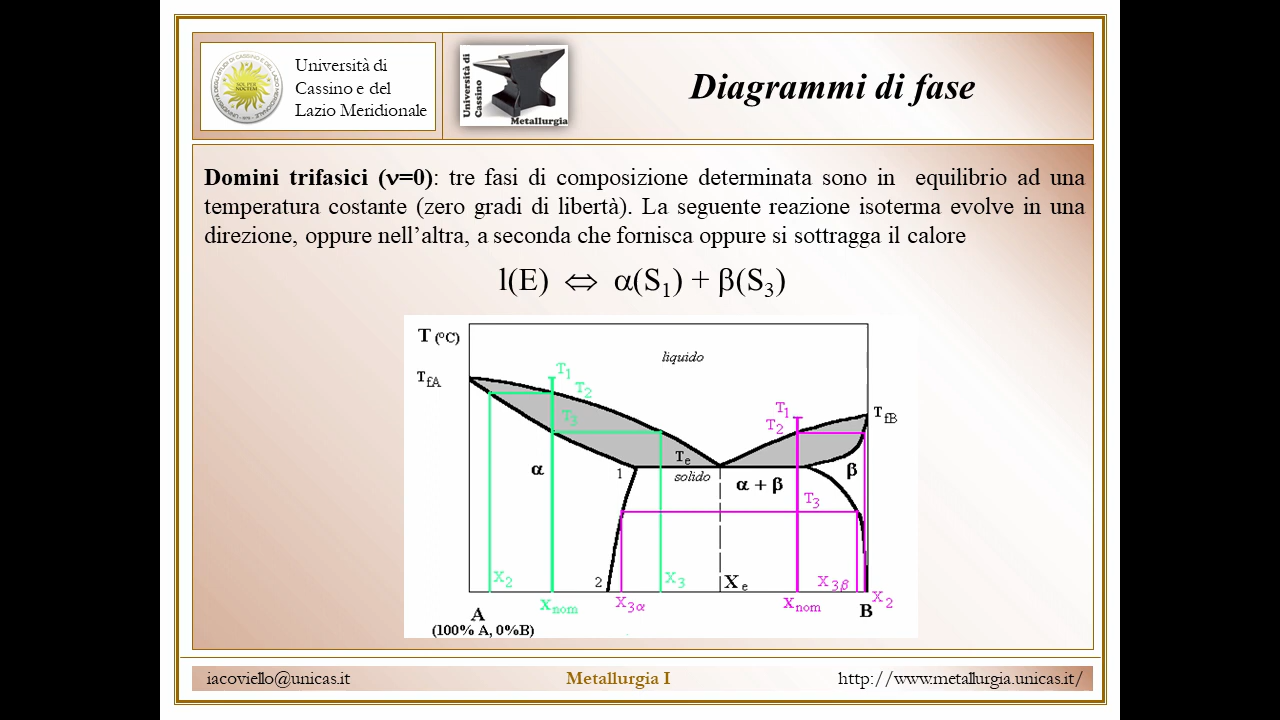 Università di
Cassino e del
Lazio Meridionale
Università di
Cassino
Metallurgia
Diagrammi di fase
Domini trifasici (ν=0): tre fasi di composizione determinata sono in equilibrio ad una
temperatura costante (zero gradi di libertà). La seguente reazione isoterma evolve in una
direzione, oppure nell'altra, a seconda che fornisca oppure si sottragga il calore
l(E) ⇔ α(S₁) + β(S₃)
T (°C)
liquido
T₁
TfA
T₂
T₁
TfB
T₃
T₂
Te
α
1
solido
α + β
β
T₃
X₂
2
X₃
Xe
X₃β
Xnom
X₃α
Xnom
X₂
A
B
(100% A, 0%B)
iacoviello@unicas.it
Metallurgia I
http://www.metallurgia.unicas.it/